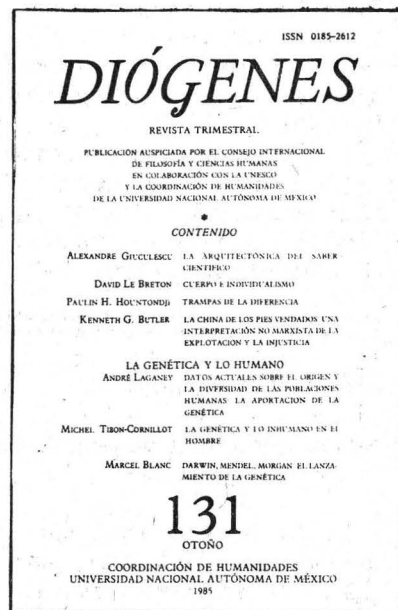 ISSN 0185-2612
DIÓGENES
REVISTA TRIMESTRAL
PUBLICACIÓN AUSPICIADA POR EL CONSEJO INTERNACIONAL
DE FILOSOFÍA Y CIENCIAS HUMANAS
EN COLABORACIÓN CON LA UNESCO
Y LA COORDINACIÓN DE HUMANIDADES
DE LA UNIVERSIDAD NACIONAL AUTÓNOMA DE MÉXICO
*
CONTENIDO
ALEXANDRE GIUCULESCU LA ARQUITECTÓNICA DEL SABER
CIENTÍFICO
DAVID LE BRETON CUERPO E INDIVIDUALISMO
PAULIN H. HOUNTONDJI TRAMPAS DE LA DIFERENCIA
KENNETH G. BUTLER LA CHINA DE LOS PIES VENDADOS UNA
INTERPRETACIÓN NO MARXISTA DE LA
EXPLOTACIÓN Y LA INJUSTICIA
LA GENÉTICA Y LO HUMANO
ANDRÉ LAGANEY DATOS ACTUALES SOBRE EL ORIGEN Y
LA DIVERSIDAD DE LAS POBLACIONES
HUMANAS LA APORTACIÓN DE LA
GENÉTICA
MICHEL TIBON-CORNILLOT LA GENÉTICA Y LO INHUMANO EN EL
HOMBRE
MARCEL BLANC DARWIN, MENDEL, MORGAN EL LANZA-
MIENTO DE LA GENÉTICA
131
OTOÑO
COORDINACIÓN DE HUMANIDADES
UNIVERSIDAD NACIONAL AUTÓNOMA DE MÉXICO
1985